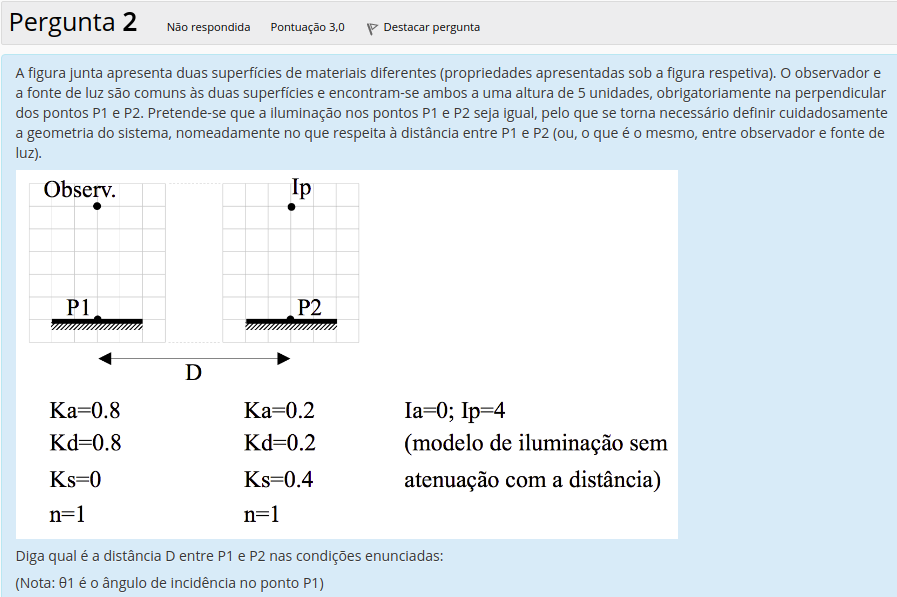 Pergunta 2 Não respondida Pontuação 3,0 Destacar pergunta
A figura junta apresenta duas superfícies de materiais diferentes (propriedades apresentadas sob a figura respetiva). O observador e
a fonte de luz são comuns às duas superfícies e encontram-se ambos a uma altura de 5 unidades, obrigatoriamente na perpendicular
dos pontos P1 e P2. Pretende-se que a iluminação nos pontos P1 e P2 seja igual, pelo que se torna necessário definir cuidadosamente
a geometria do sistema, nomeadamente no que respeita à distância entre P1 e P2 (ou, o que é o mesmo, entre observador e fonte de
luz).
Observ. Ip
P1 P2
D
Ka=0.8 Ka=0.2 Ia=0; Ip=4
Kd=0.8 Kd=0.2 (modelo de iluminação sem
Ks=0 Ks=0.4 atenuação com a distância)
n=1 n=1
Diga qual é a distância D entre P1 e P2 nas condições enunciadas:
(Nota: θ1 é o ângulo de incidência no ponto P1)